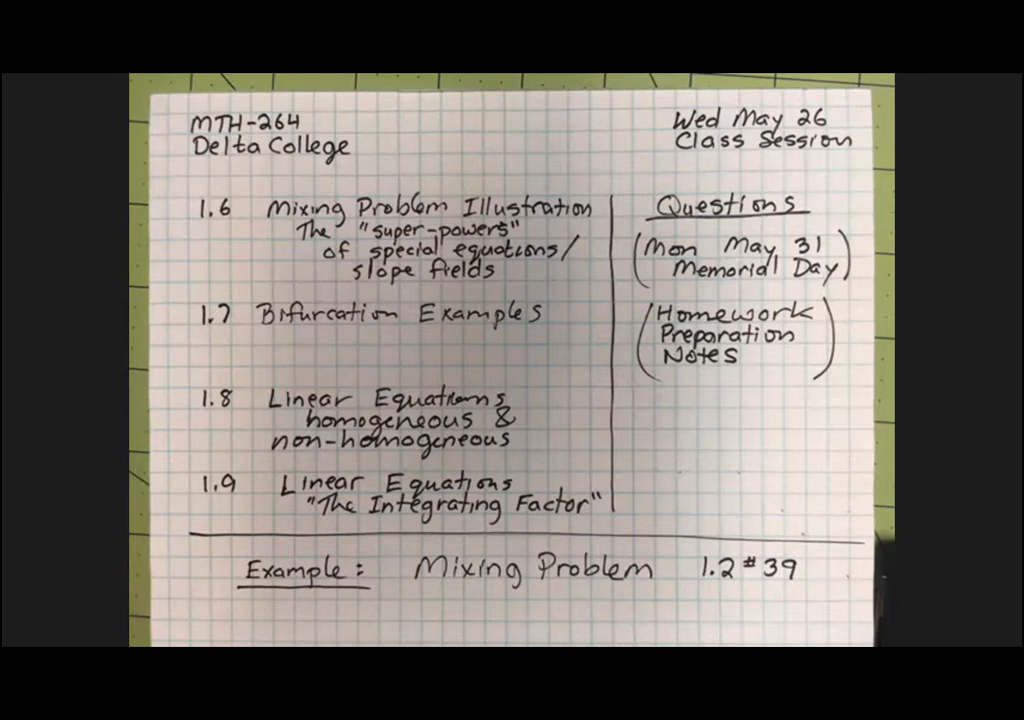 MTH-264
Delta College
Wed May 26
Class Session
1.6 Mixing Problem Illustration
The "super-powers"
of special equations/
slope fields
1.7 Bifurcation Examples
1.8 Linear Equations
homogeneous &
non-homogeneous
1.9 Linear Equations
"The Integrating Factor"
Questions
(Mon May 31
Memorial Day)
(Homework
Preparation
Notes)
Example: Mixing Problem 1.2 #39